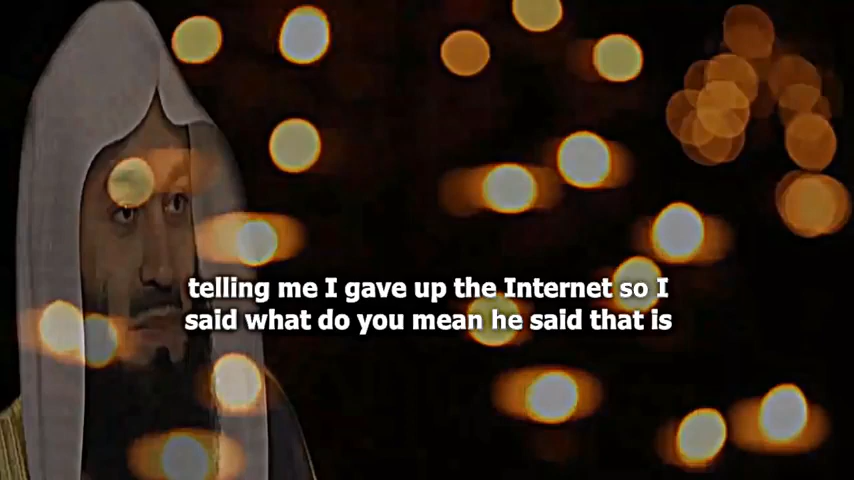 telling me I gave up the Internet so I
said what do you mean he said that is